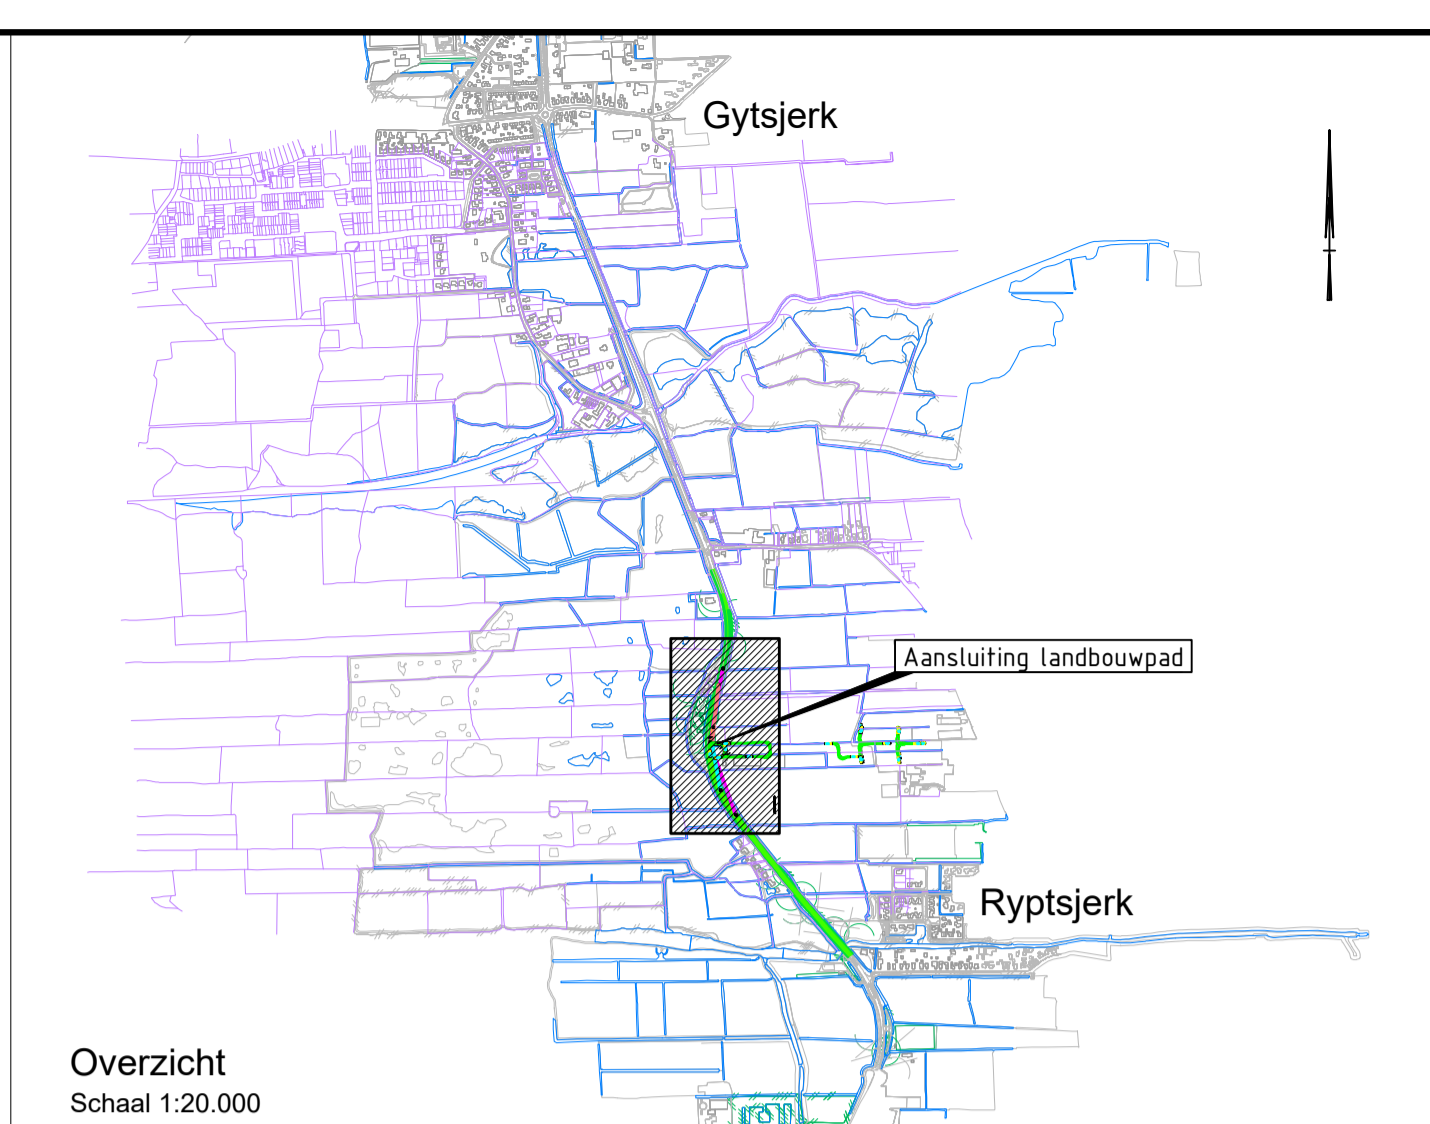 Gytsjerk
Aansluiting landbouwpad
Ryptsjerk
Overzicht
Schaal 1:20.000